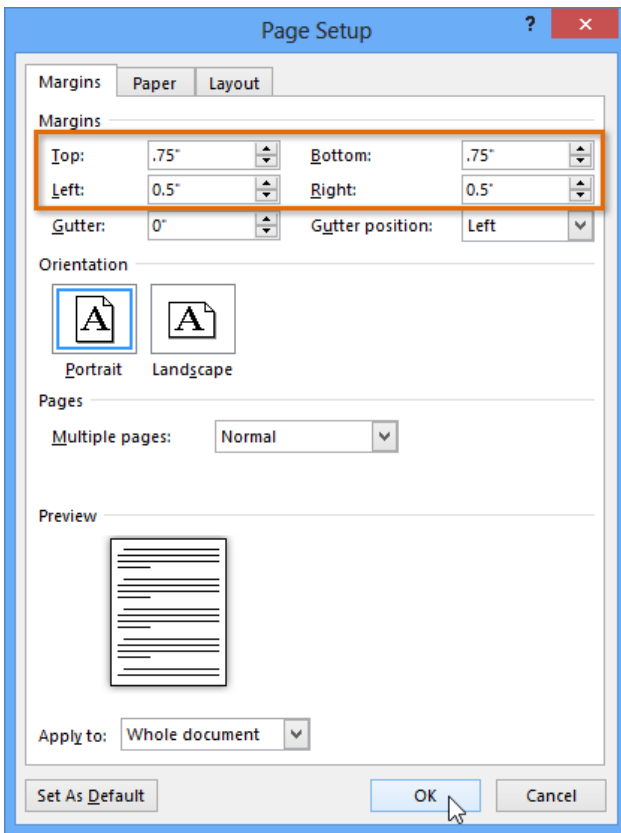 Page Setup ?
Margins Paper Layout
Margins
Top: .75" Bottom: .75"
Left: 0.5" Right: 0.5"
Gutter: 0" Gutter position: Left
Orientation
A A
Portrait Landscape
Pages
Multiple pages: Normal
Preview
Apply to: Whole document
Set As Default OK Cancel